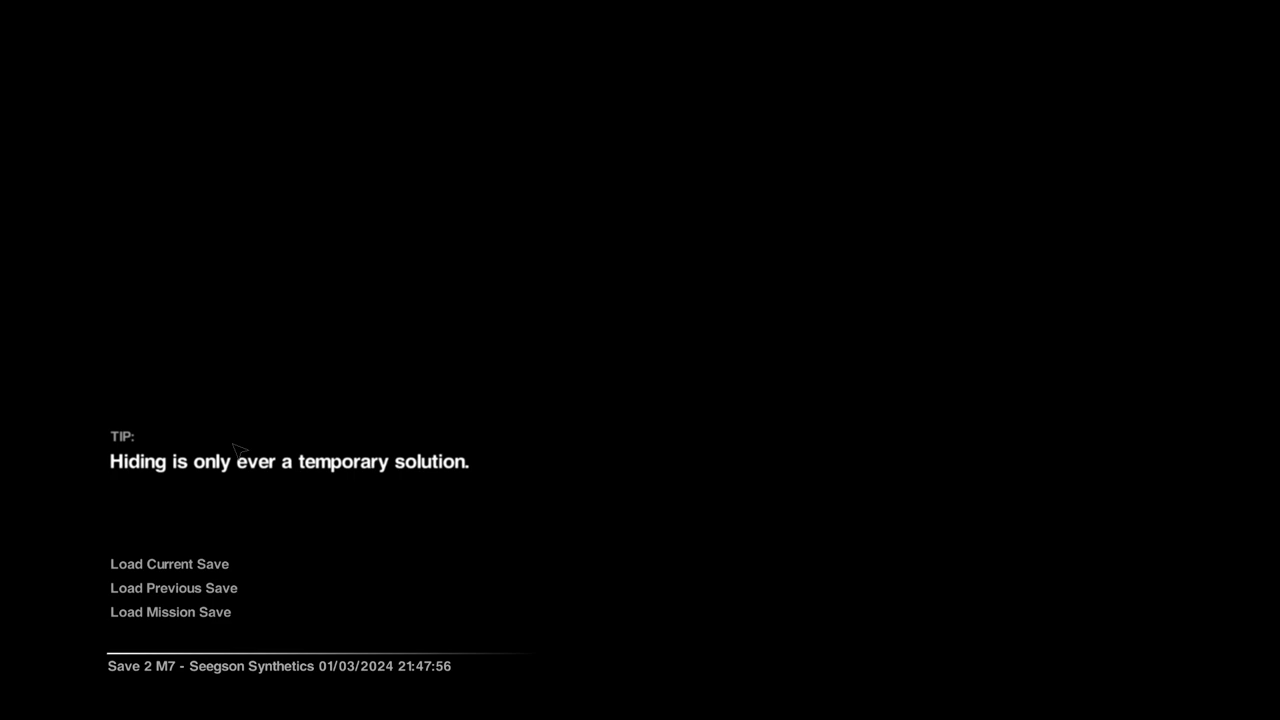 TIP:
Hiding is only ever a temporary solution.
Load Current Save
Load Previous Save
Load Mission Save
Save 2 M7 - Seegson Synthetics 01/03/2024 21:47:56